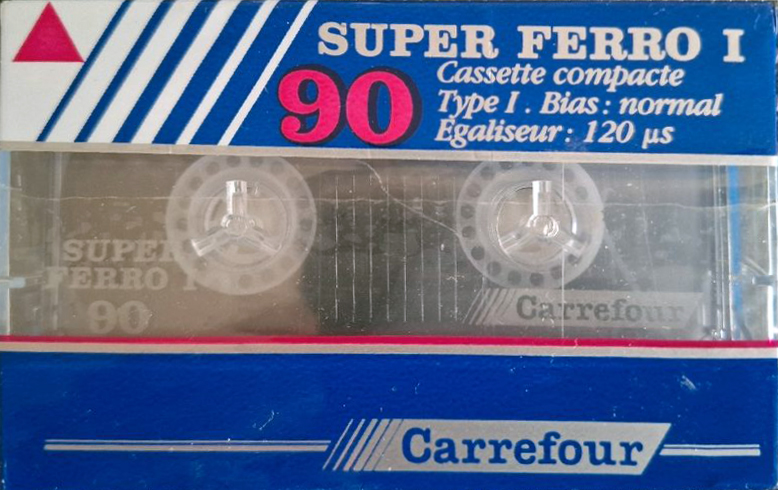 SUPER FERRO I
90
Cassette compacte
Type I . Bias : normal
Égaliseur : 120 µs
SUPER
FERRO I
90
Carrefour
Carrefour